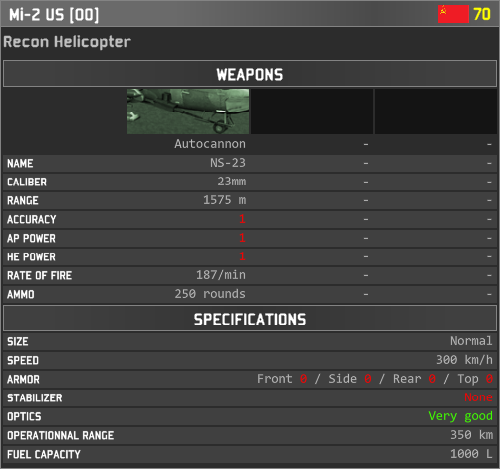 Mi-2 US [00] 70
Recon Helicopter
WEAPONS
Autocannon - -
NAME NS-23 - -
CALIBER 23mm - -
RANGE 1575 m - -
ACCURACY 1 - -
AP POWER 1 - -
HE POWER 1 - -
RATE OF FIRE 187/min - -
AMMO 250 rounds - -
SPECIFICATIONS
SIZE Normal
SPEED 300 km/h
ARMOR Front 0 / Side 0 / Rear 0 / Top 0
STABILIZER None
OPTICS Very good
OPERATIONNAL RANGE 350 km
FUEL CAPACITY 1000 L